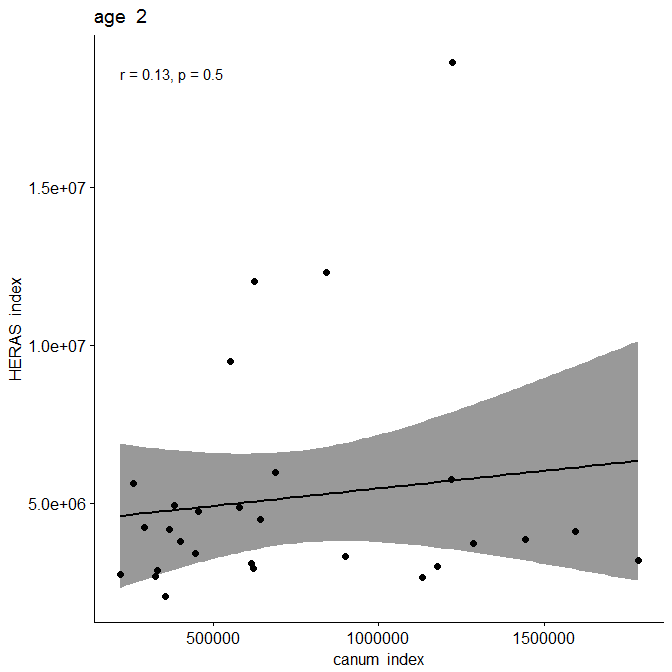 age 2
r = 0.13, p = 0.5
1.5e+07
1.0e+07
5.0e+06
HERAS index
500000
1000000
1500000
canum index